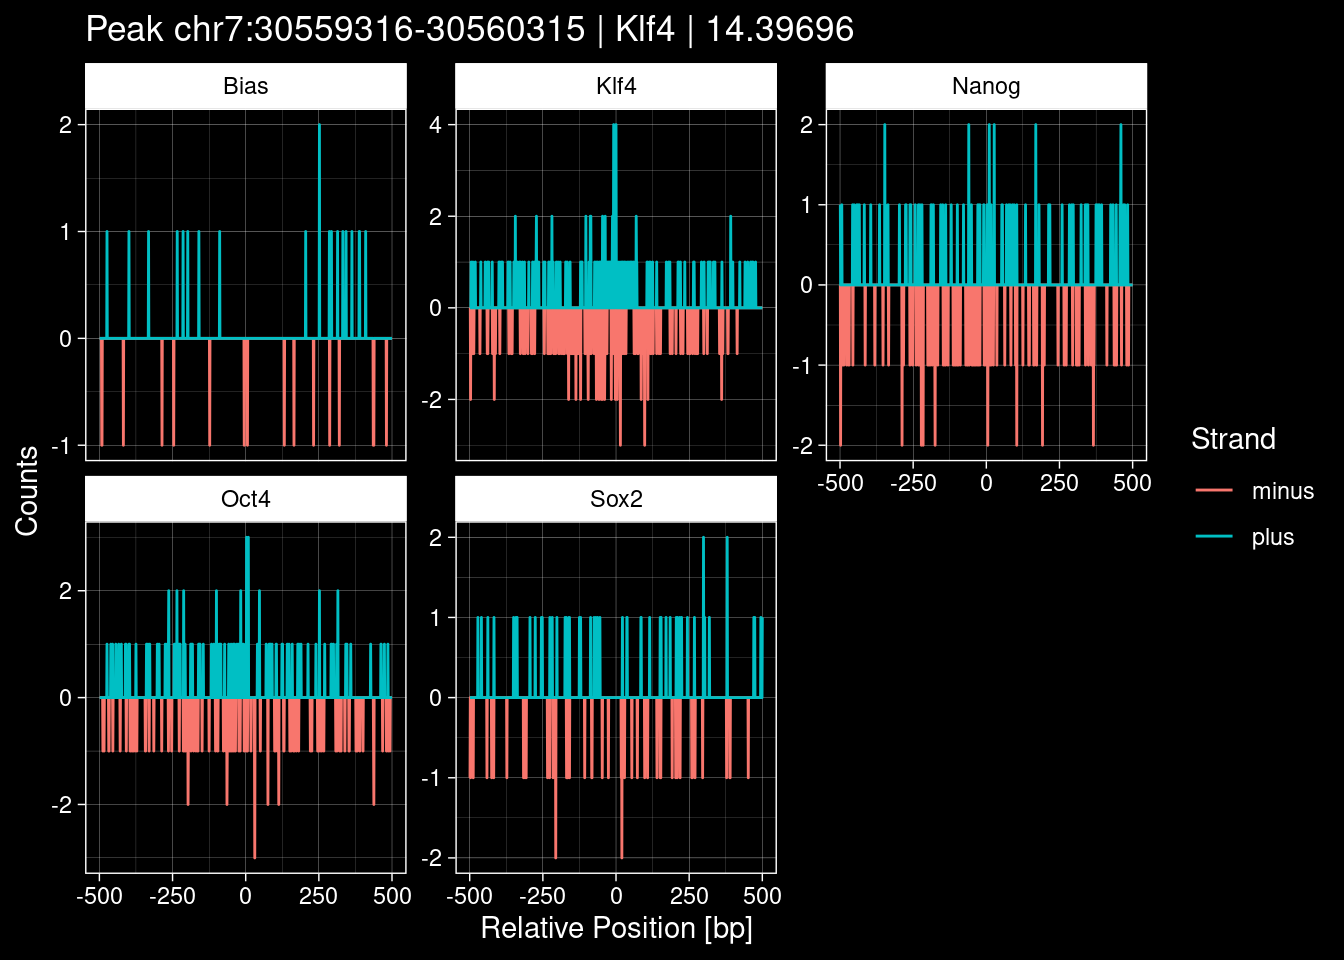 Peak chr7:30559316-30560315 | Klf4 | 14.39696
Bias
Klf4
Nanog
2
1
0
-1
4
2
0
-2
2
1
0
-1
-2
-500 -250 0 250 500
Counts
Oct4
Sox2
2
0
-2
2
1
0
-1
-2
-500 -250 0 250 500
-500 -250 0 250 500
Relative Position [bp]
Strand
minus
plus